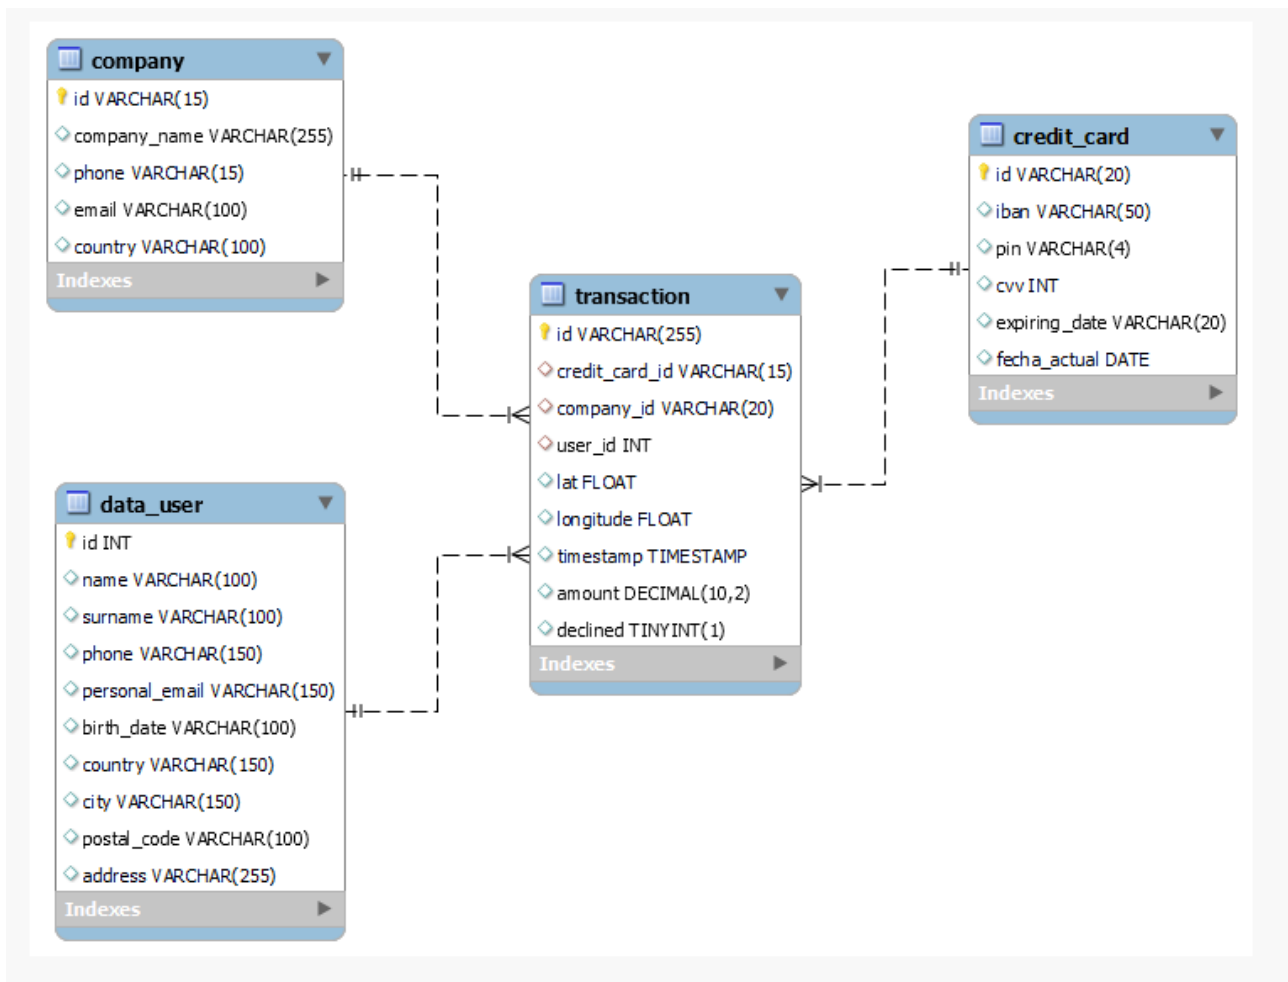 company
id VARCHAR(15)
company_name VARCHAR(255)
phone VARCHAR(15)
email VARCHAR(100)
country VARCHAR(100)
Indexes
credit_card
id VARCHAR(20)
iban VARCHAR(50)
pin VARCHAR(4)
cvv INT
expiring_date VARCHAR(20)
fecha_actual DATE
Indexes
transaction
id VARCHAR(255)
credit_card_id VARCHAR(15)
company_id VARCHAR(20)
user_id INT
lat FLOAT
longitude FLOAT
timestamp TIMESTAMP
amount DECIMAL(10,2)
declined TINYINT(1)
Indexes
data_user
id INT
name VARCHAR(100)
surname VARCHAR(100)
phone VARCHAR(150)
personal_email VARCHAR(150)
birth_date VARCHAR(100)
country VARCHAR(150)
city VARCHAR(150)
postal_code VARCHAR(100)
address VARCHAR(255)
Indexes